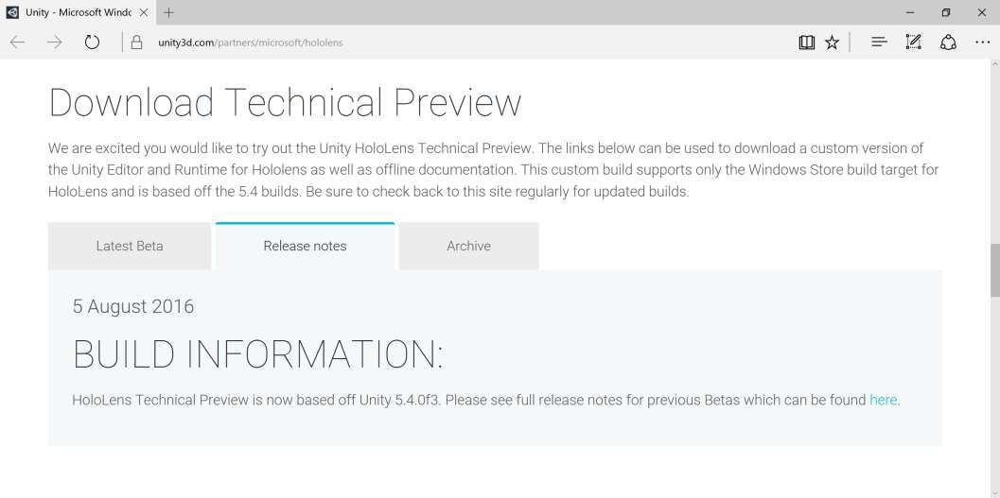 Unity - Microsoft Windo
unity3d.com/partners/microsoft/hololens
Download Technical Preview
We are excited you would like to try out the Unity HoloLens Technical Preview. The links below can be used to download a custom version of
the Unity Editor and Runtime for Hololens as well as offline documentation. This custom build supports only the Windows Store build target for
HoloLens and is based off the 5.4 builds. Be sure to check back to this site regularly for updated builds.
Latest Beta
Release notes
Archive
5 August 2016
BUILD INFORMATION:
HoloLens Technical Preview is now based off Unity 5.4.0f3. Please see full release notes for previous Betas which can be found here.